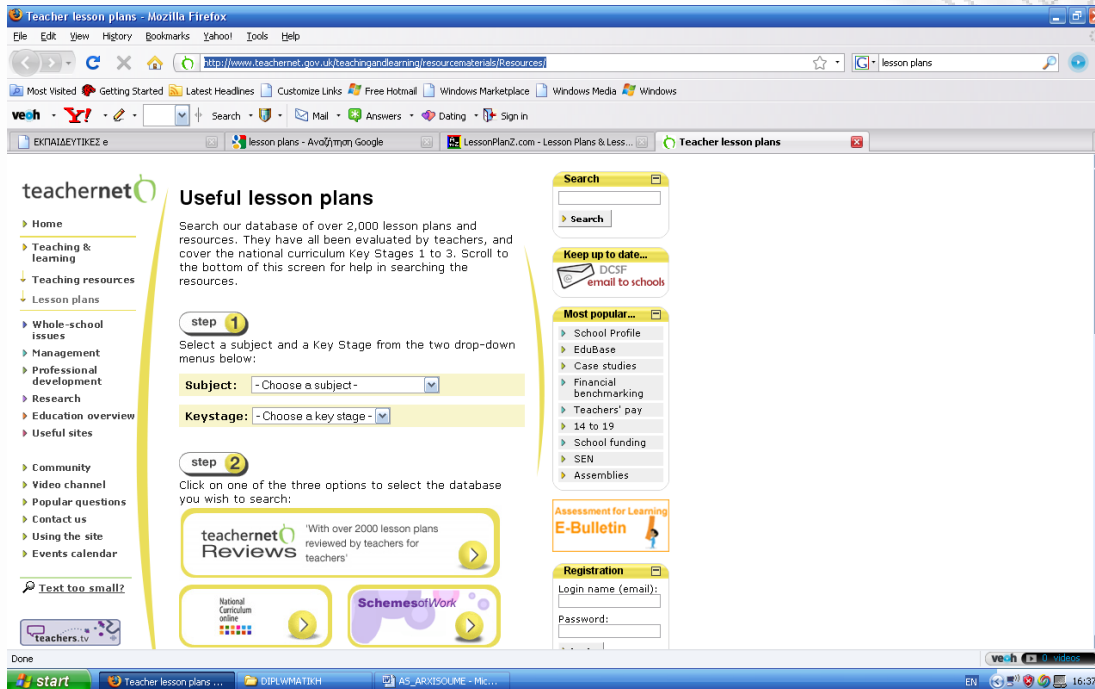 Teacher lesson plans - Mozilla Firefox
File Edit View History Bookmarks Yahoo! Tools Help
http://www.teachernet.gov.uk/teachingandlearning/resourcematerials/Resources/
G lesson plans
Most Visited Getting Started Latest Headlines Customize Links Free Hotmail Windows Marketplace Windows Media Windows
veoh Y! Search Mail Answers Dating Sign in
ΕΚΠΑΙΔΕΥΤΙΚΕΣ e lesson plans - Αναζήτηση Google LessonPlanZ.com - Lesson Plans & Less... Teacher lesson plans
teachernet
Home
Teaching &
learning
Teaching resources
Lesson plans
Whole-school
issues
Management
Professional
development
Research
Education overview
Useful sites
Community
Video channel
Popular questions
Contact us
Using the site
Events calendar
Text too small?
teachers.tv
Useful lesson plans
Search our database of over 2,000 lesson plans and
resources. They have all been evaluated by teachers, and
cover the national curriculum Key Stages 1 to 3. Scroll to
the bottom of this screen for help in searching the
resources.
step 1
Select a subject and a Key Stage from the two drop-down
menus below:
Subject: - Choose a subject -
Keystage: - Choose a key stage -
step 2
Click on one of the three options to select the database
you wish to search:
teachernet
Reviews
'With over 2000 lesson plans
reviewed by teachers for
teachers'
National
Curriculum
online
SchemesofWork
Search
Search
Keep up to date...
DCSF
email to schools
Most popular...
School Profile
EduBase
Case studies
Financial
benchmarking
Teachers' pay
14 to 19
School funding
SEN
Assemblies
Assessment for Learning
E-Bulletin
Registration
Login name (email):
Password:
Done
veoh 0 videos
start Teacher lesson plans ... DIPLWMATIKH AS_ARXISOUME - Mic... EN 16:37